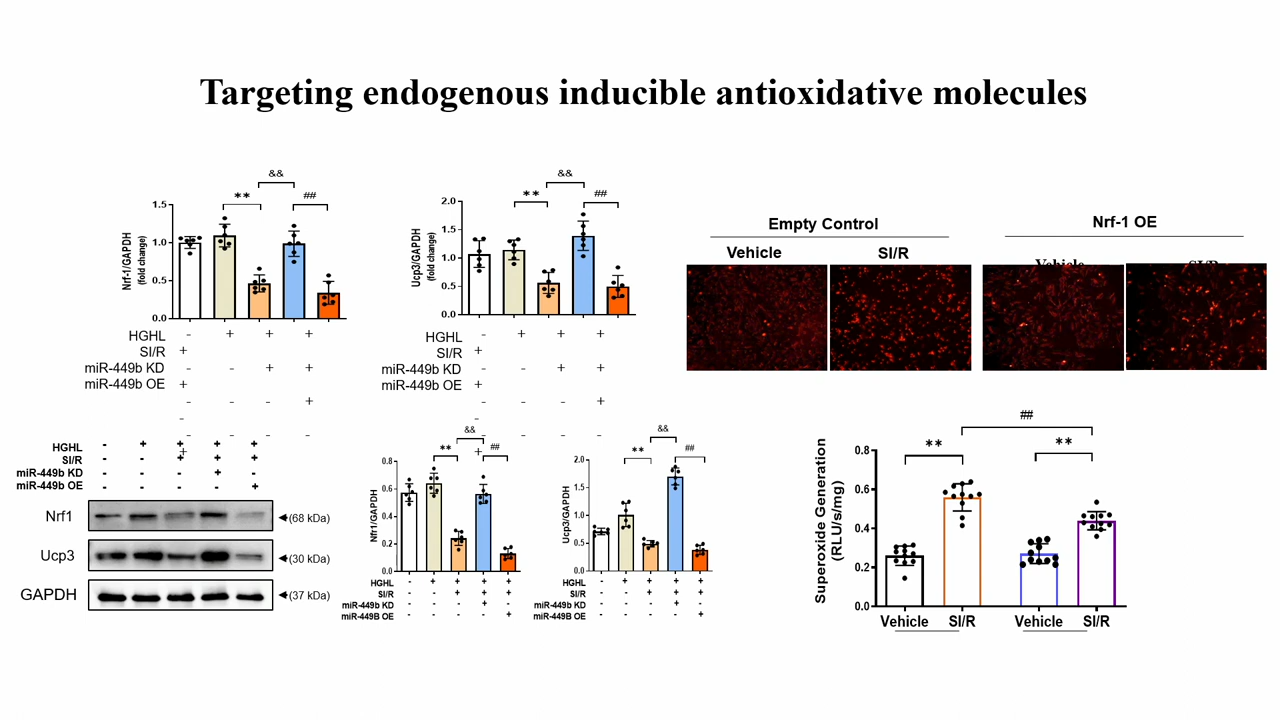 Targeting endogenous inducible antioxidative molecules
&&
** ##
1.5
1.0
0.5
0.0
Nrf-1/GAPDH
(fold change)
HGHL - + + +
SI/R +
miR-449b KD - - + +
miR-449b OE +
- - - +
- - - -
+
&&
** ##
2.0
1.5
1.0
0.5
0.0
Ucp3/GAPDH
(fold change)
HGHL - + + +
SI/R +
miR-449b KD - - + +
miR-449b OE +
- - - +
- - - -
+
Empty Control
Vehicle SI/R
Nrf-1 OE
Vehicle SI/R
HGHL - + + + +
SI/R - - + + +
miR-449b KD - - - + -
miR-449b OE - - - - +
Nrf1 (68 kDa)
Ucp3 (30 kDa)
GAPDH (37 kDa)
&&
** ##
0.8
0.6
0.4
0.2
0.0
Nfr1/GAPDH
HGHL - + + + +
SI/R - - + + +
miR-449b KD - - - + -
miR-449B OE - - - - +
&&
** ##
2.0
1.5
1.0
0.5
0.0
Ucp3/GAPDH
HGHL - + + + +
SI/R - - + + +
miR-449b KD - - - + -
miR-449B OE - - - - +
##
** **
0.8
0.6
0.4
0.2
0.0
Superoxide Generation
(RLU/s/mg)
Vehicle SI/R Vehicle SI/R